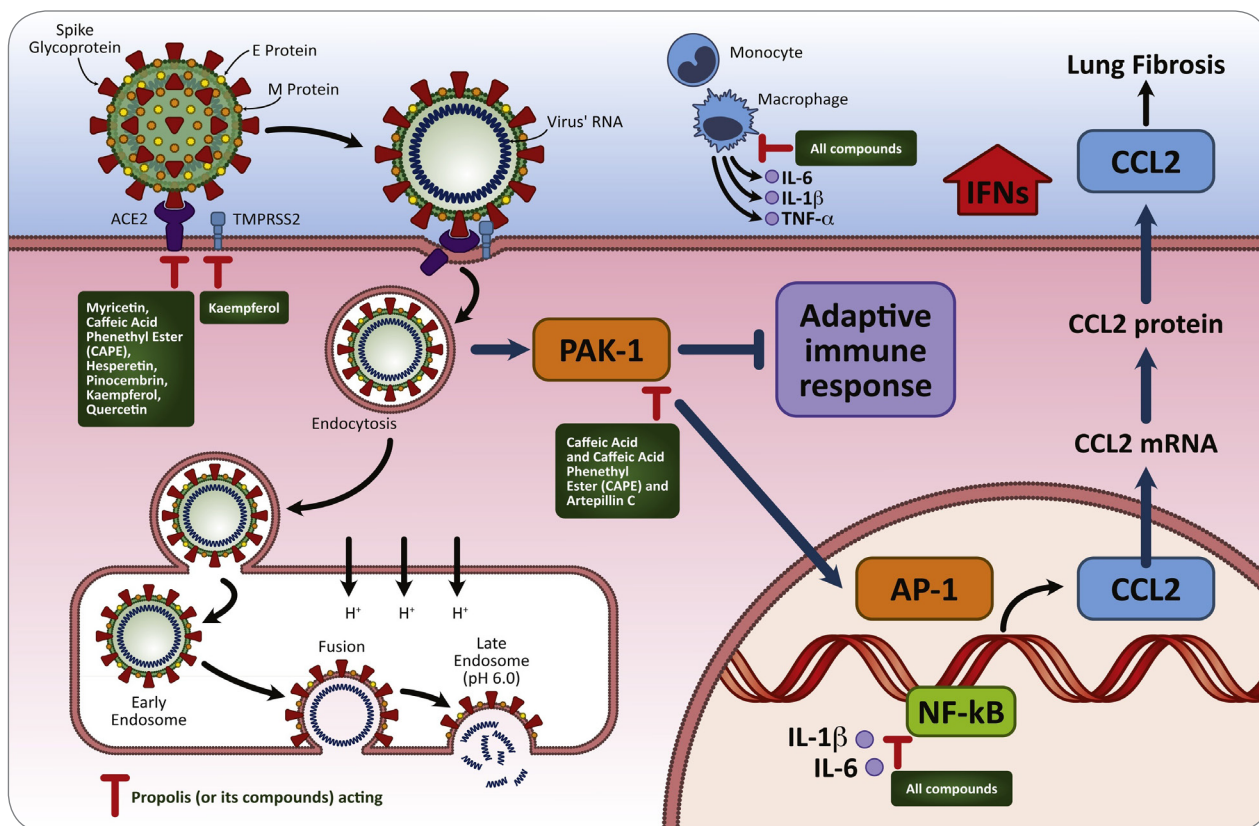 Spike
Glycoprotein
E Protein
M Protein
Virus' RNA
ACE2
TMPRSS2
Monocyte
Macrophage
All compounds
IL-6
IL-1β
TNF-α
IFNs
Lung Fibrosis
CCL2
CCL2 protein
CCL2 mRNA
Myricetin,
Caffeic Acid
Phenethyl Ester
(CAPE),
Hesperetin,
Pinocembrin,
Kaempferol,
Quercetin
Kaempferol
Endocytosis
PAK-1
Adaptive
immune
response
Caffeic Acid
and Caffeic Acid
Phenethyl
Ester (CAPE) and
Artepillin C
H⁺
H⁺
H⁺
Early
Endosome
Fusion
Late
Endosome
(pH 6.0)
AP-1
CCL2
NF-kB
IL-1β
IL-6
All compounds
Propolis (or its compounds) acting